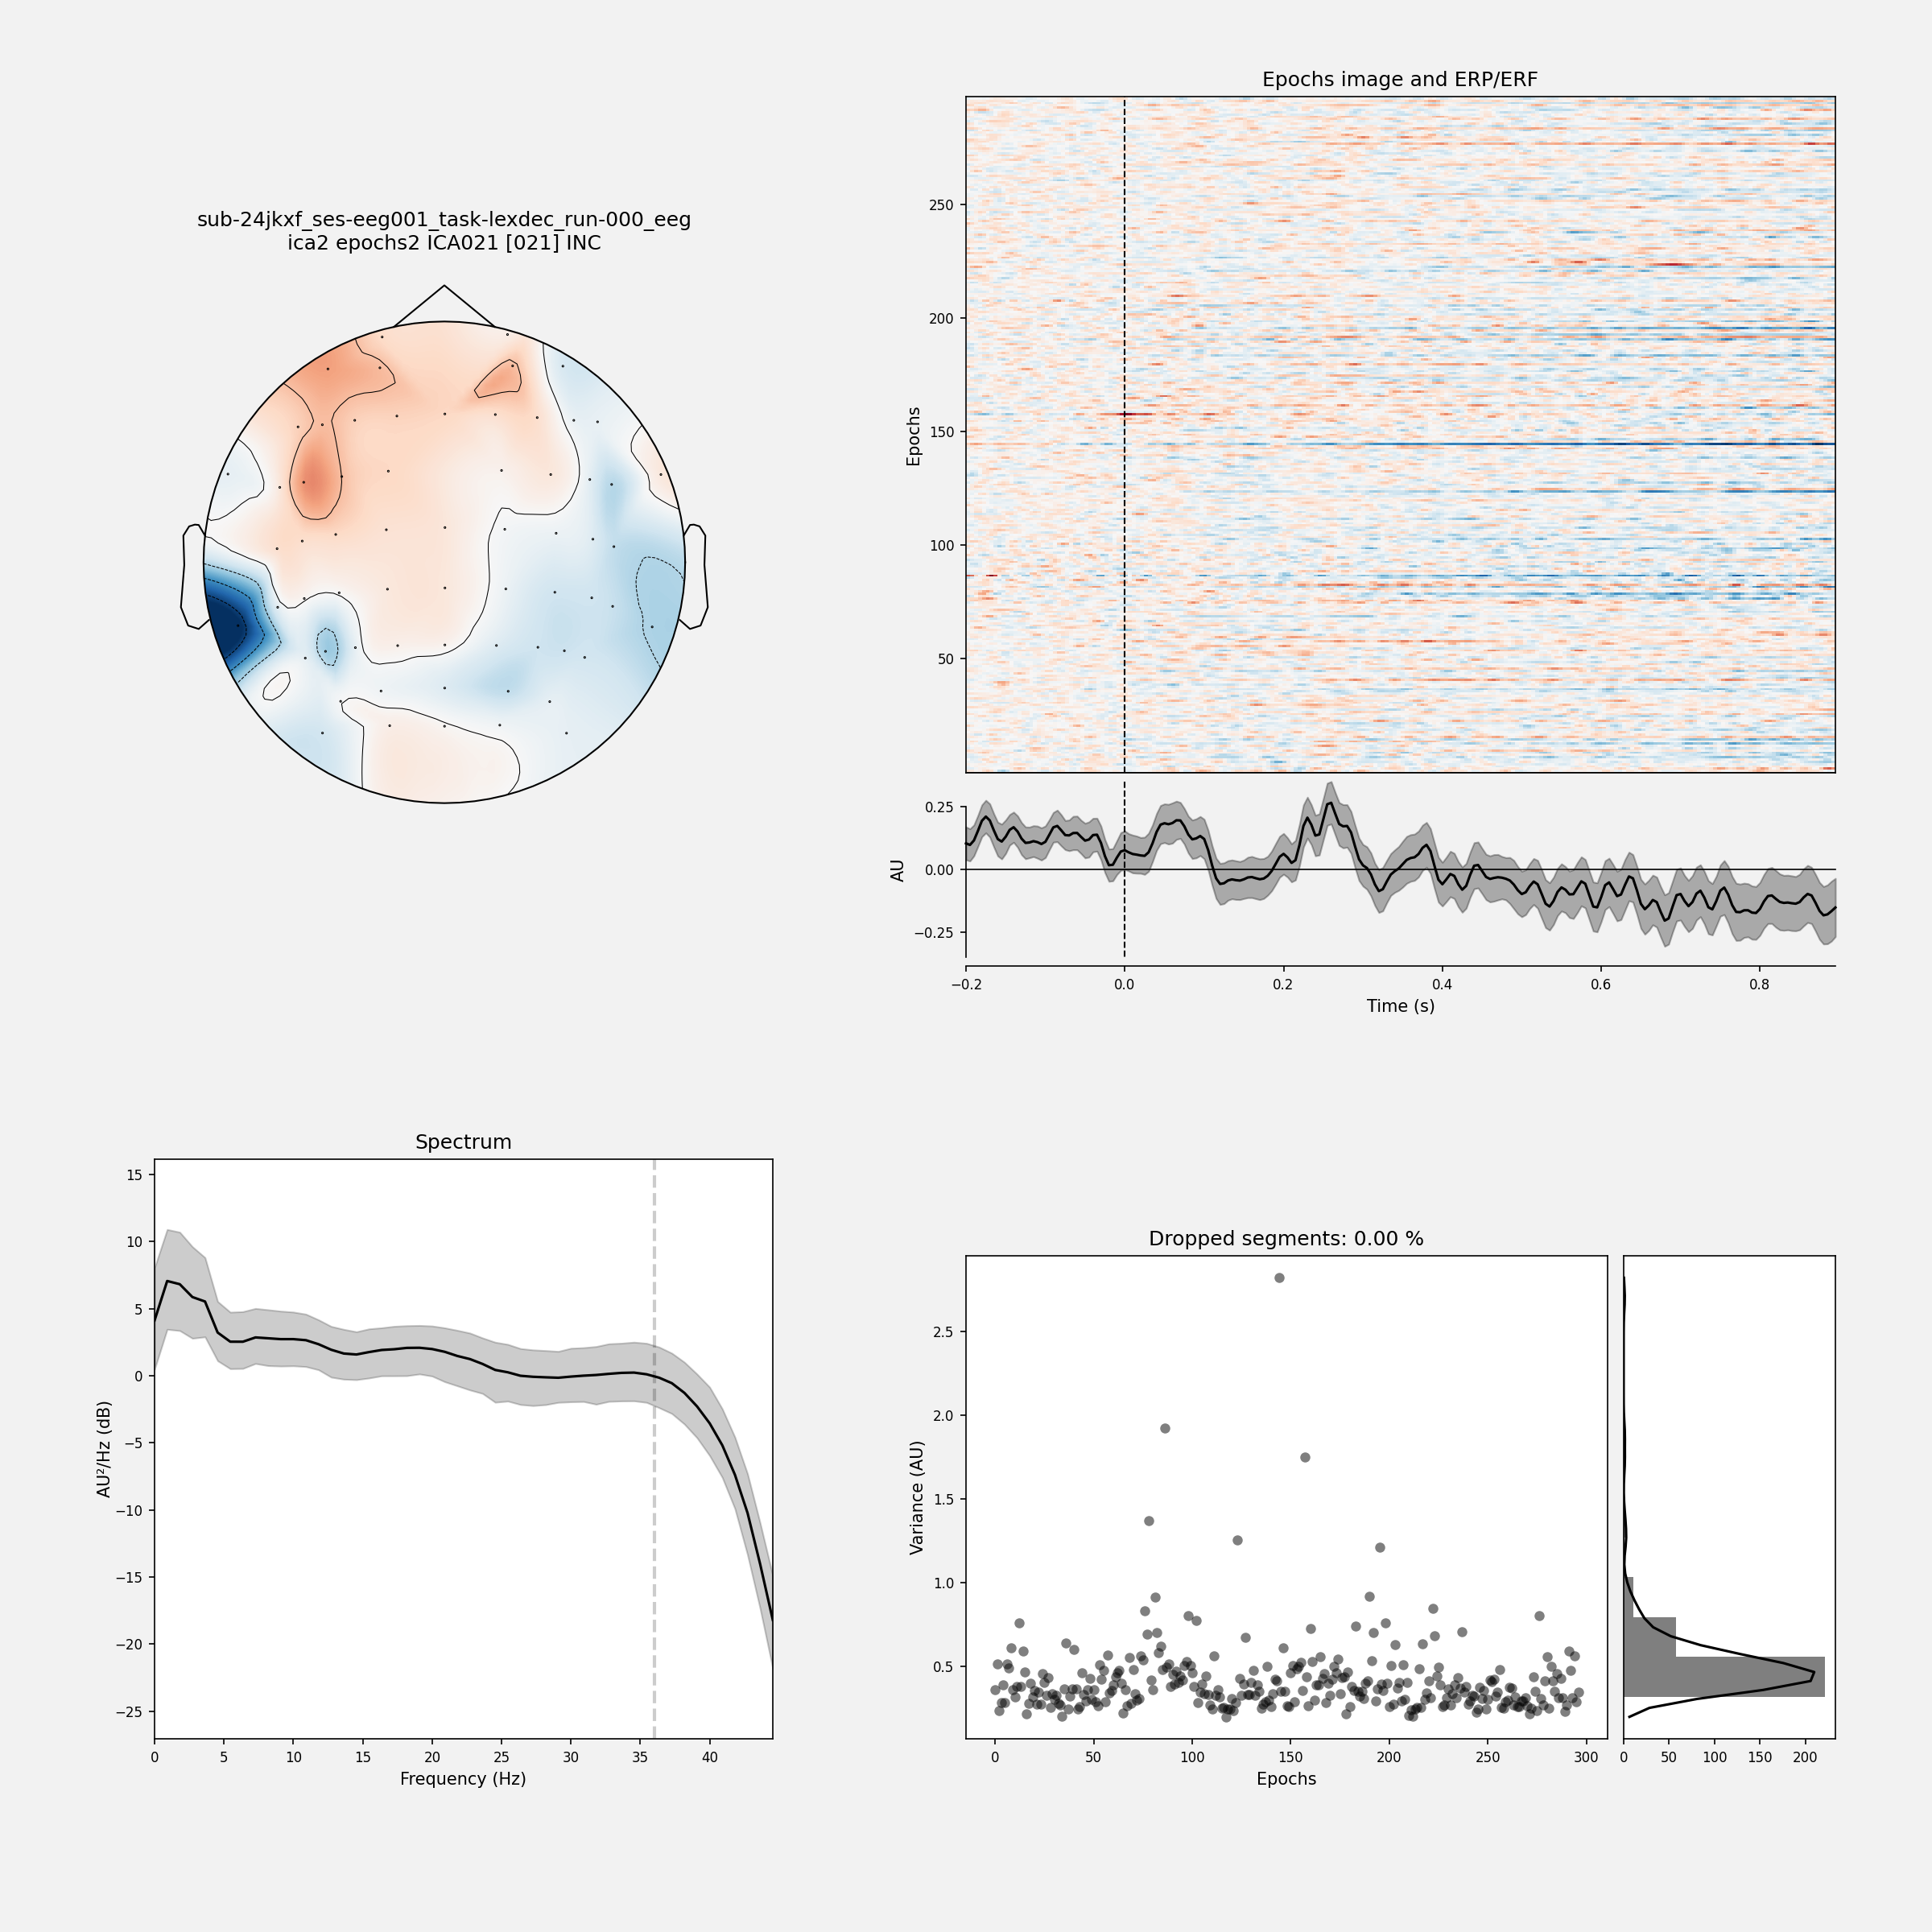 sub-24jkxf_ses-eeg001_task-lexdec_run-000_eeg
ica2 epochs2 ICA021 [021] INC
Epochs image and ERP/ERF
Epochs
250
200
150
100
50
AU
0.25
0.00
−0.25
−0.2 0.0 0.2 0.4 0.6 0.8
Time (s)
Spectrum
AU²/Hz (dB)
15
10
5
0
−5
−10
−15
−20
−25
0 5 10 15 20 25 30 35 40
Frequency (Hz)
Dropped segments: 0.00 %
Variance (AU)
2.5
2.0
1.5
1.0
0.5
0 50 100 150 200 250 300
Epochs
0 50 100 150 200